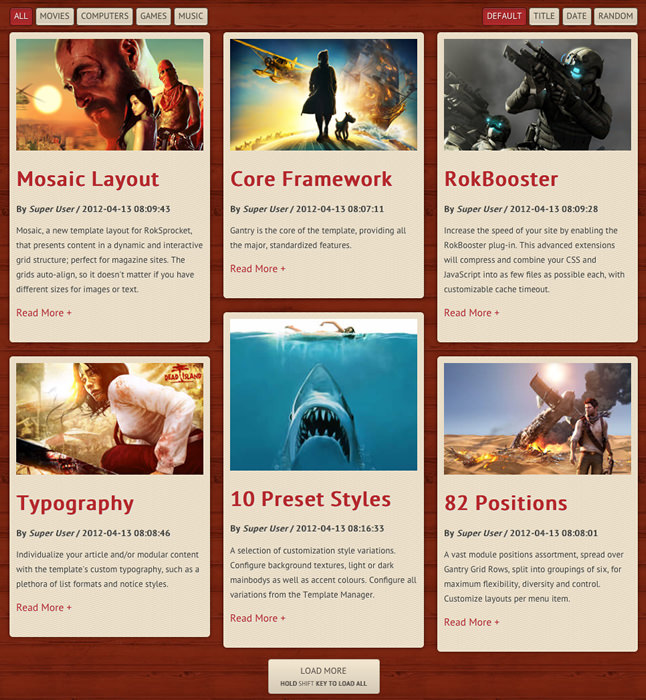 ALL MOVIES COMPUTERS GAMES MUSIC
DEFAULT TITLE DATE RANDOM
Mosaic Layout
By Super User / 2012-04-13 08:09:43
Mosaic, a new template layout for RokSprocket,
that presents content in a dynamic and interactive
grid structure; perfect for magazine sites. The
grids auto-align, so it doesn't matter if you have
different sizes for images or text.
Read More +
Core Framework
By Super User / 2012-04-13 08:07:11
Gantry is the core of the template, providing all
the major, standardized features.
Read More +
RokBooster
By Super User / 2012-04-13 08:09:28
Increase the speed of your site by enabling the
RokBooster plug-in. This advanced extensions
will compress and combine your CSS and
JavaScript into as few files as possible each, with
customizable cache timeout.
Read More +
DEAD ISLAND
Typography
By Super User / 2012-04-13 08:08:46
Individualize your article and/or modular content
with the template's custom typography, such as a
plethora of list formats and notice styles.
Read More +
10 Preset Styles
By Super User / 2012-04-13 08:16:33
A selection of customization style variations.
Configure background textures, light or dark
mainbodys as well as accent colours. Configure all
variations from the Template Manager.
Read More +
82 Positions
By Super User / 2012-04-13 08:08:01
A vast module positions assortment, spread over
Gantry Grid Rows, split into groupings of six, for
maximum flexibility, diversity and control.
Customize layouts per menu item.
Read More +
LOAD MORE
HOLD SHIFT KEY TO LOAD ALL